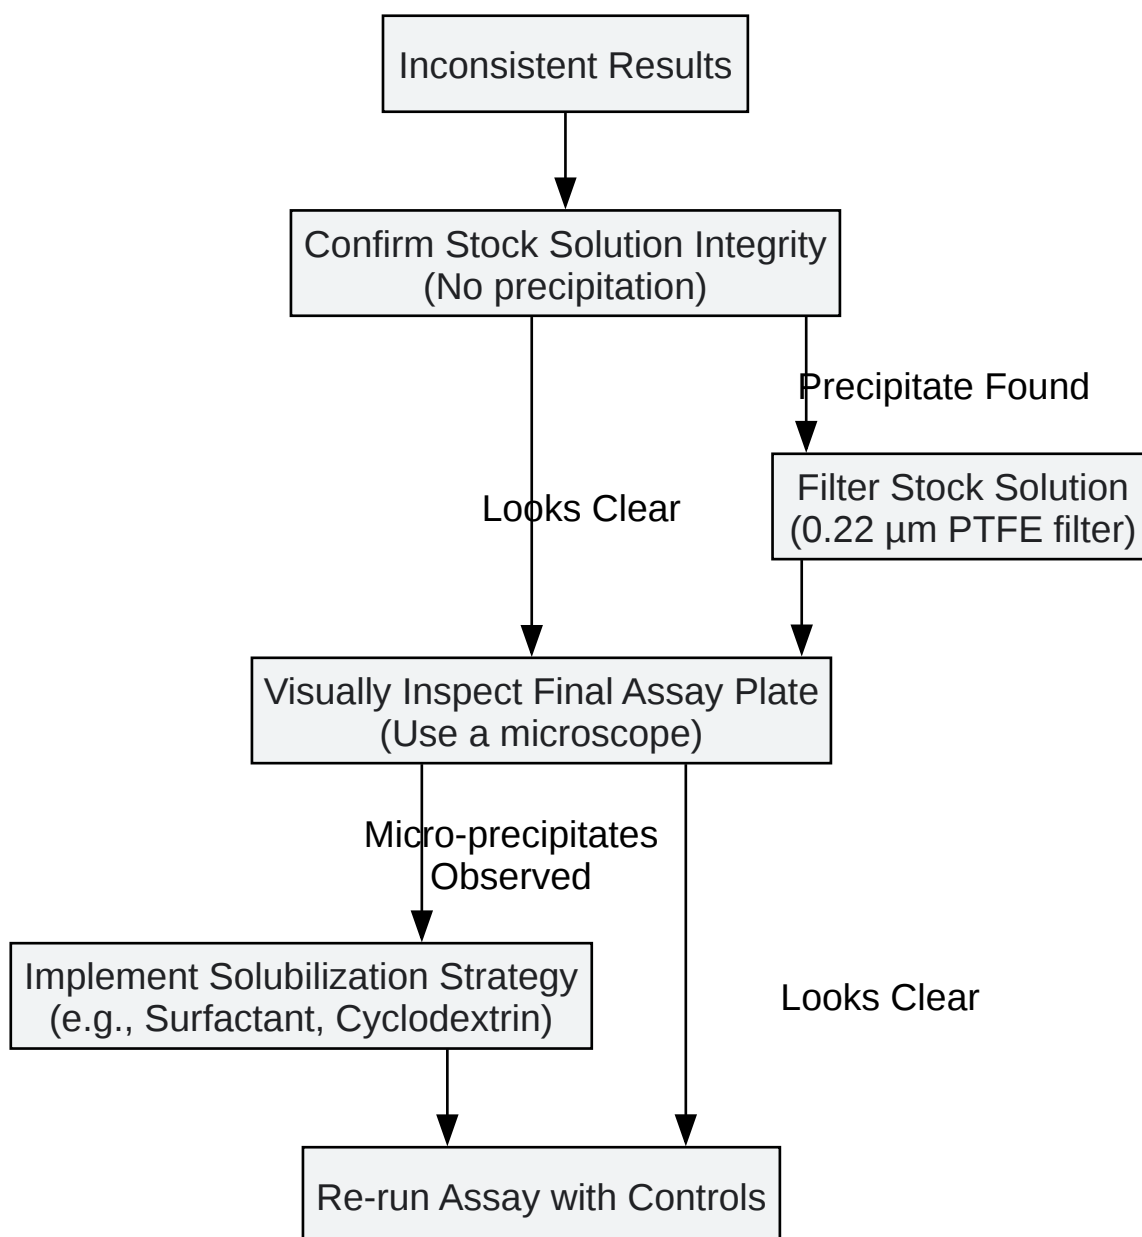 Inconsistent Results
Confirm Stock Solution Integrity
(No precipitation)
Precipitate Found
Filter Stock Solution
(0.22 µm PTFE filter)
Looks Clear
Visually Inspect Final Assay Plate
(Use a microscope)
Micro-precipitates
Observed
Implement Solubilization Strategy
(e.g., Surfactant, Cyclodextrin)
Looks Clear
Re-run Assay with Controls